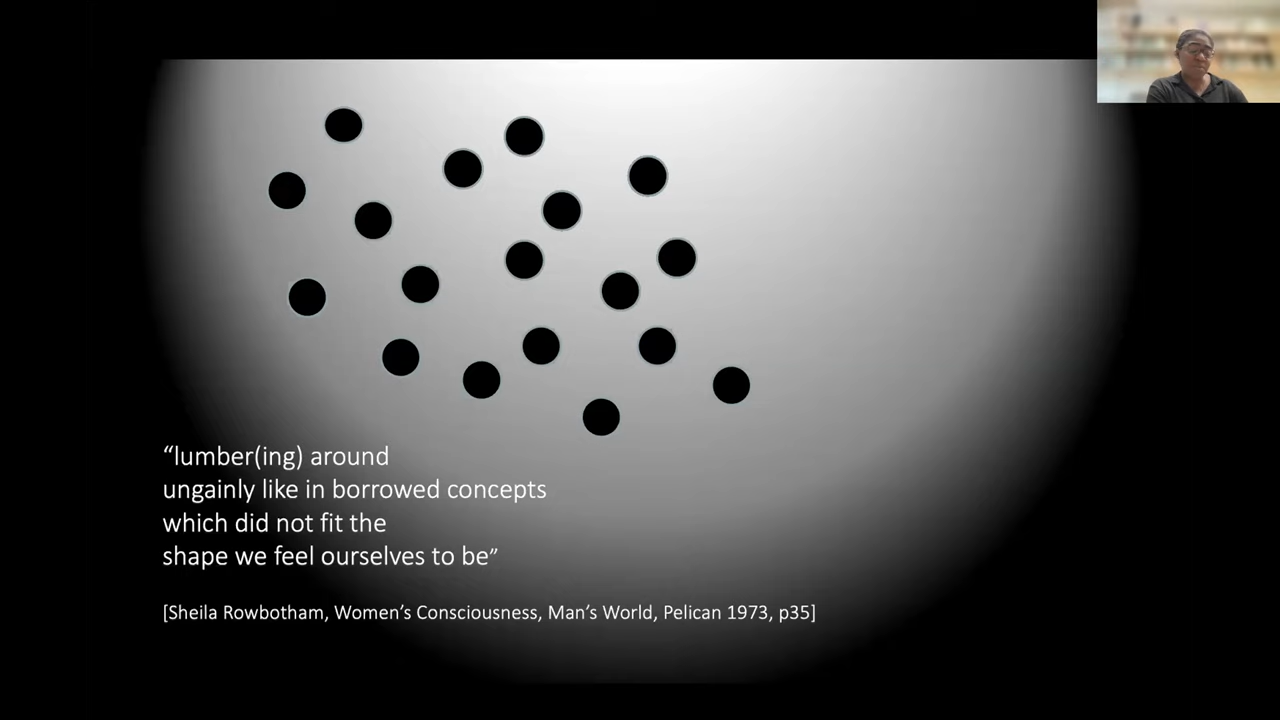 “lumber(ing) around
ungainly like in borrowed concepts
which did not fit the
shape we feel ourselves to be”
[Sheila Rowbotham, Women’s Consciousness, Man’s World, Pelican 1973, p35]